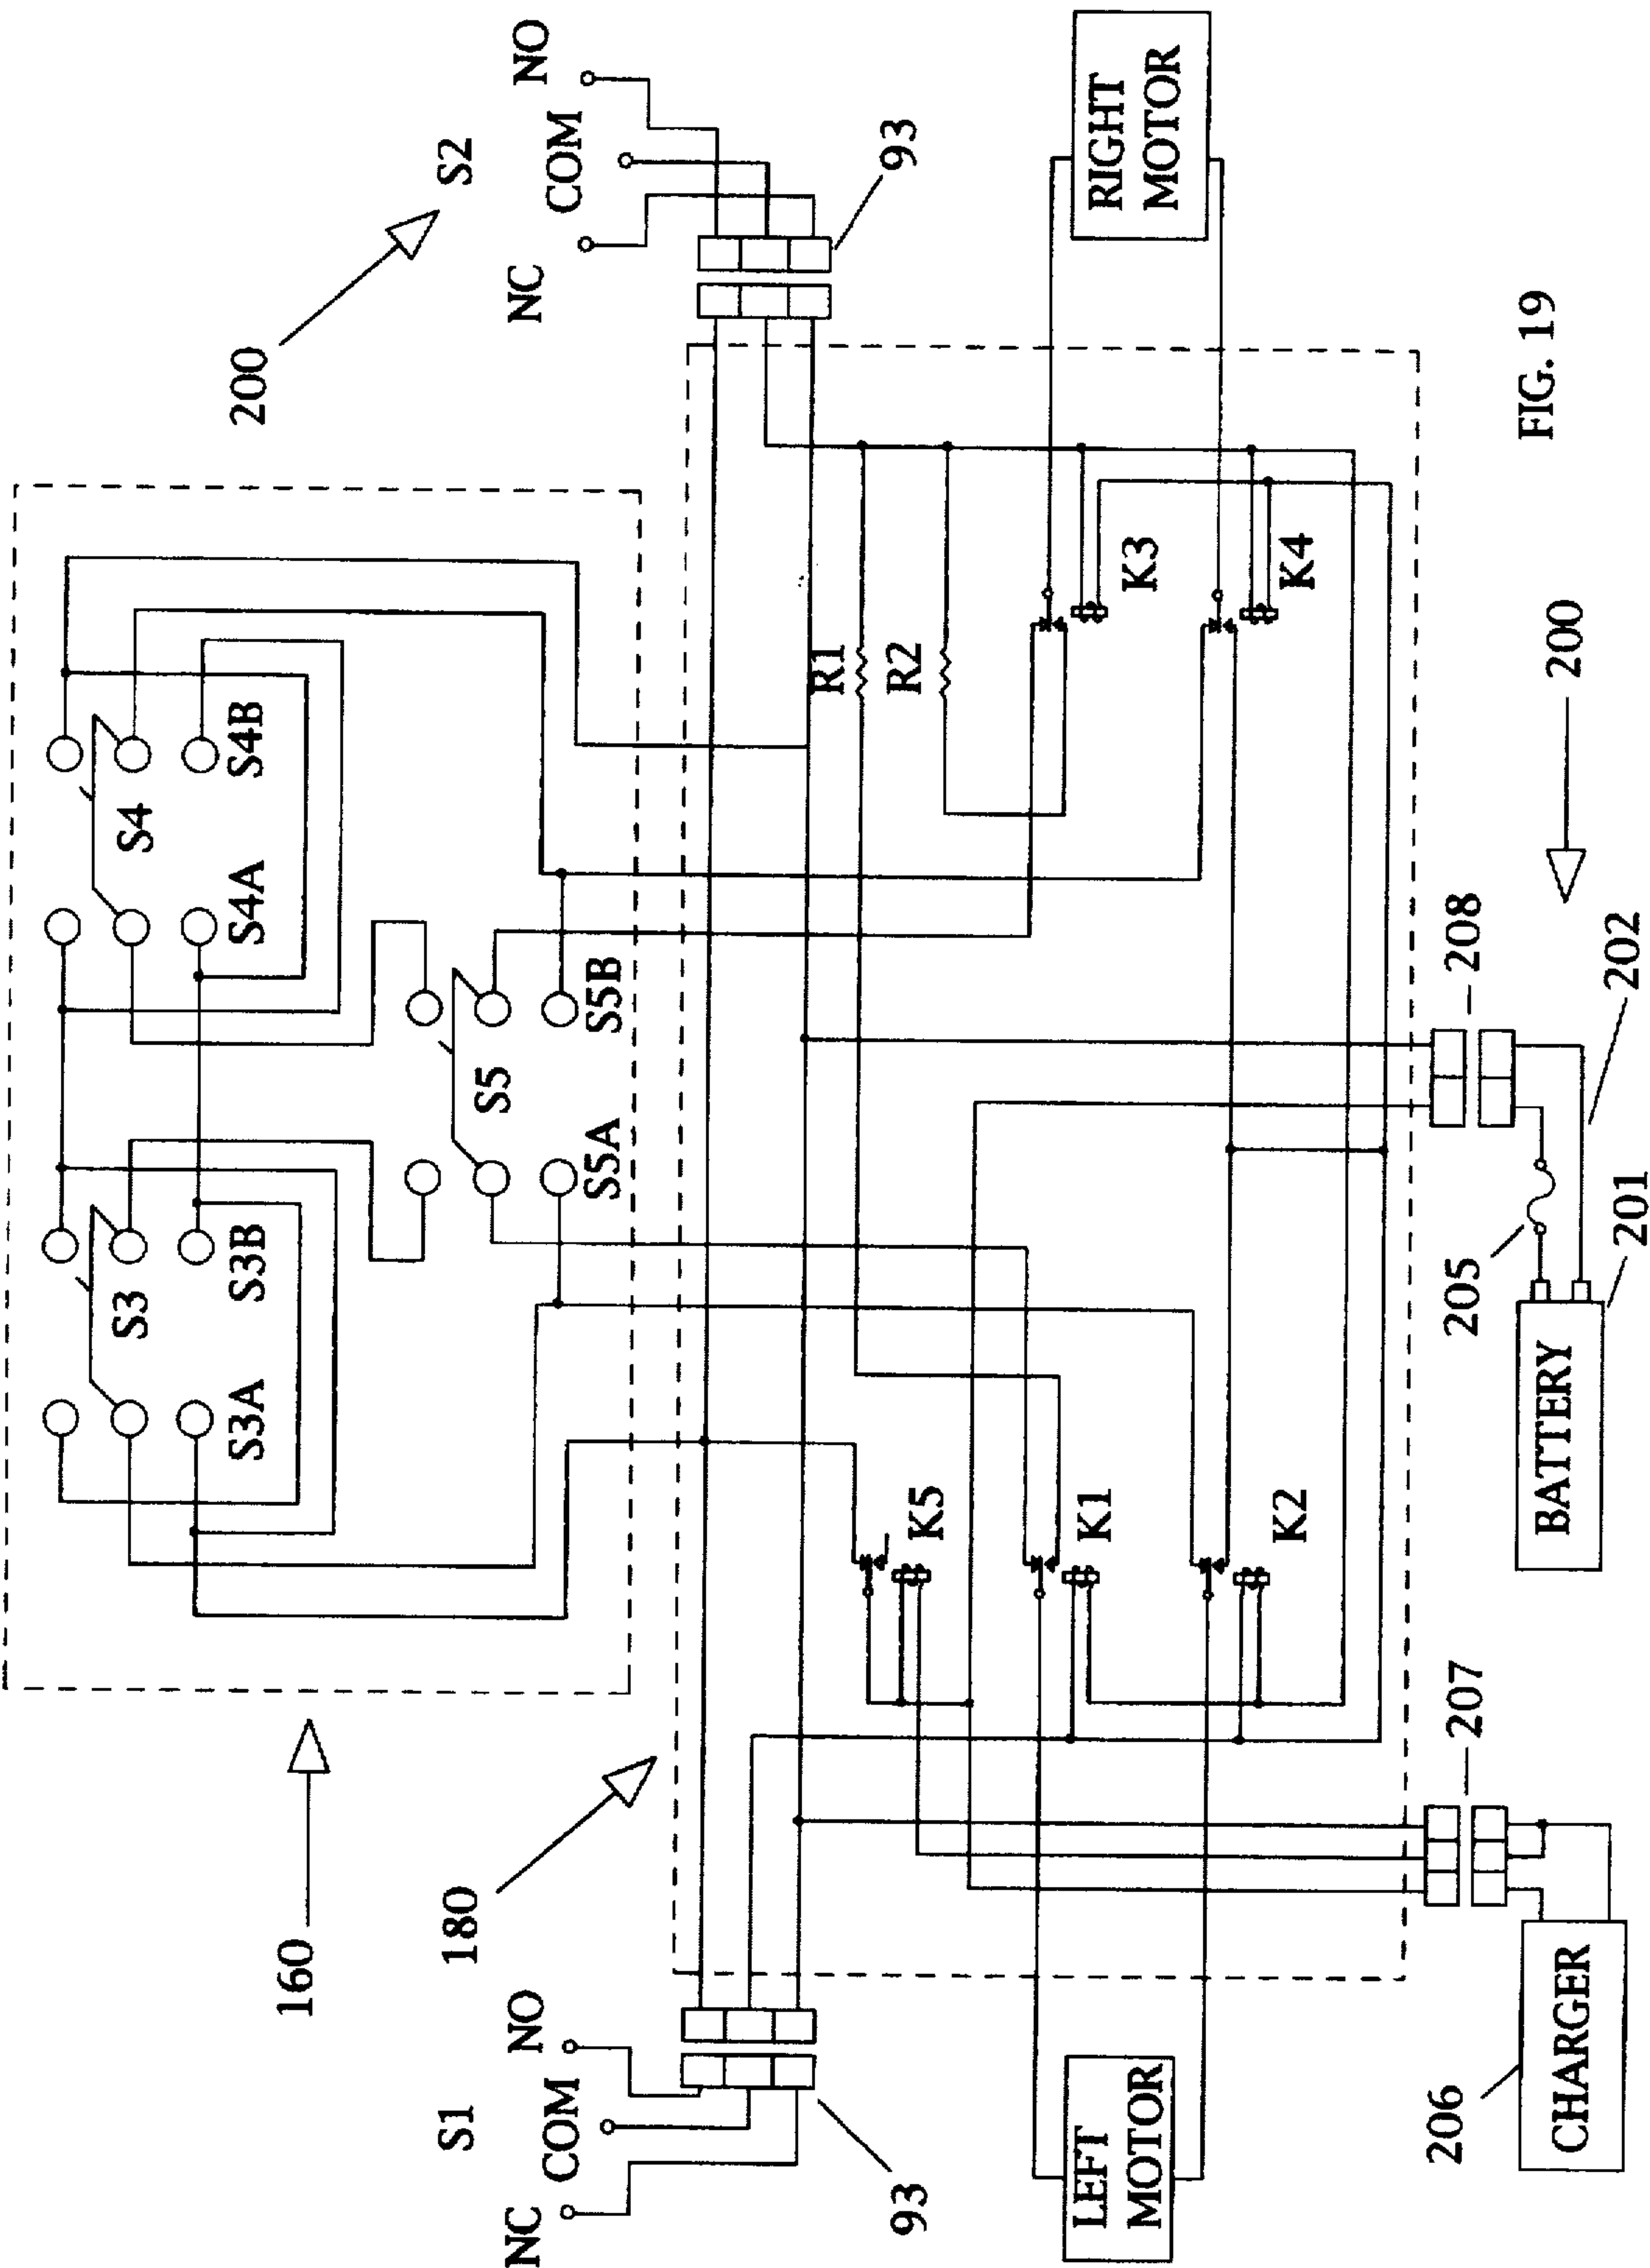 200
S2
NO
COM
NC
93
160
S3
S3A
S3B
S4
S4A
S4B
S5
S5A
S5B
180
S1
NO
COM
NC
93
R1
R2
K5
K1
K2
K3
K4
LEFT
MOTOR
RIGHT
MOTOR
206
CHARGER
207
205
BATTERY
201
202
208
200
FIG. 19